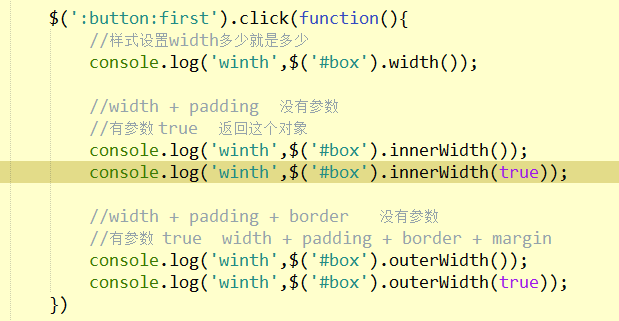 $(':button:first').click(function(){
//样式设置width多少就是多少
console.log('winth',$('#box').width());
//width + padding 没有参数
//有参数 true 返回这个对象
console.log('winth',$('#box').innerWidth());
console.log('winth',$('#box').innerWidth(true));
//width + padding + border 没有参数
//有参数 true width + padding + border + margin
console.log('winth',$('#box').outerWidth());
console.log('winth',$('#box').outerWidth(true));
})